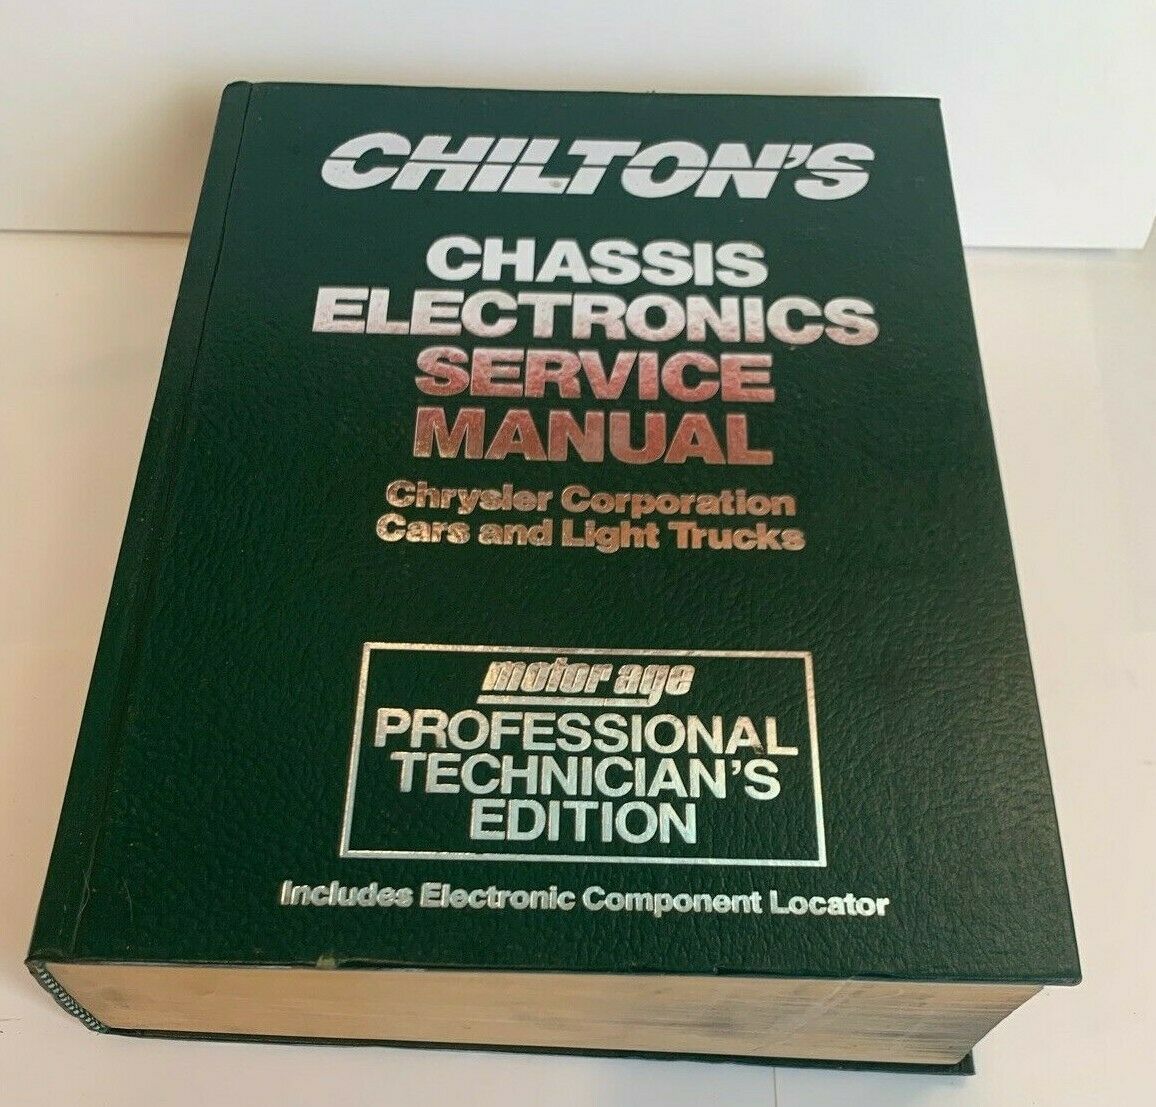 CHILTON'S
CHASSIS
ELECTRONICS
SERVICE
MANUAL
Chrysler Corporation
Cars and Light Trucks
motor age
PROFESSIONAL
TECHNICIAN'S
EDITION
Includes Electronic Component Locator